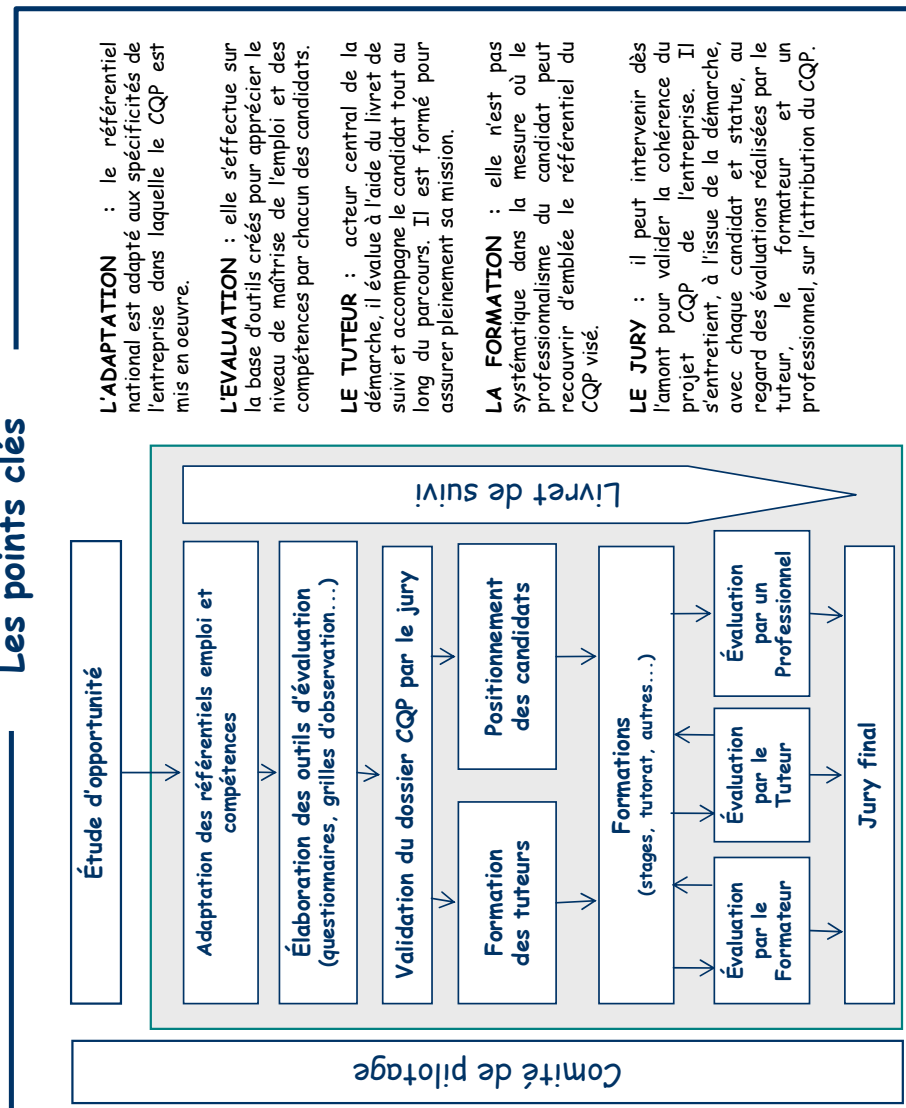 Les points clés
Étude d'opportunité
Adaptation des référentiels emploi et
compétences
Élaboration des outils d'évaluation
(questionnaires, grilles d'observation...)
Validation du dossier CQP par le jury
Formation
des tuteurs
Positionnement
des candidats
Formations
(stages, tutorat, autres...)
Évaluation
par le
Formateur
Évaluation
par le
Tuteur
Évaluation
par un
Professionnel
Jury final
Comité de pilotage
Livret de suivi
L'ADAPTATION : le référentiel
national est adapté aux spécificités de
l'entreprise dans laquelle le CQP est
mis en oeuvre.
L'EVALUATION : elle s'effectue sur
la base d'outils créés pour apprécier le
niveau de maîtrise de l'emploi et des
compétences par chacun des candidats.
LE TUTEUR : acteur central de la
démarche, il évalue à l'aide du livret de
suivi et accompagne le candidat tout au
long du parcours. Il est formé pour
assurer pleinement sa mission.
LA FORMATION : elle n'est pas
systématique dans la mesure où le
professionnalisme du candidat peut
recouvrir d'emblée le référentiel du
CQP visé.
LE JURY : il peut intervenir dès
l'amont pour valider la cohérence du
projet CQP de l'entreprise. Il
s'entretient, à l'issue de la démarche,
avec chaque candidat et statue, au
regard des évaluations réalisées par le
tuteur, le formateur et un
professionnel, sur l'attribution du CQP.